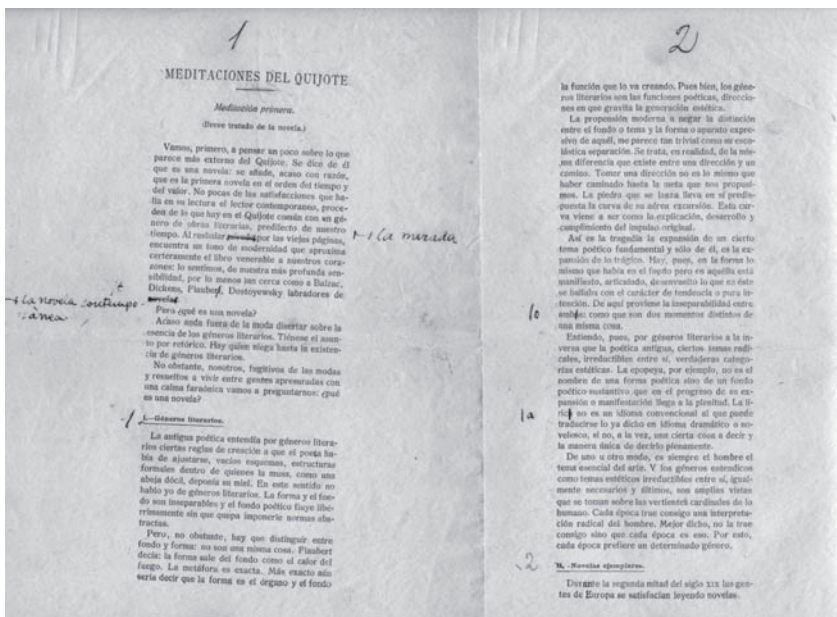 1
MEDITACIONES DEL QUIJOTE
Meditación primera.
(Breve tratado de la novela.)
Vamos, primero, a pensar un poco sobre lo que
parece más externo del Quijote. Se dice de él
que es una novela: se añade, acaso con razón,
que es la primera novela en el orden del tiempo y
del valor. No pocas de las satisfacciones que ha-
lla en su lectura el lector contemporáneo, proce-
den de lo que hay en el Quijote común con un gé-
nero de obras literarias, predilecto de nuestro
tiempo. Al resbalar por las viejas páginas,
+ la mirada
encuentra un tono de modernidad que aproxima
certeramente el libro venerable a nuestros cora-
zones: lo sentimos, de nuestra más profunda sen-
sibilidad, por lo menos tan cerca como a Balzac,
Dickens, Flaubert, Dostoyewsky labradores de
t
+ la novela contempo-
ránea
novelas.
Pero ¿qué es una novela?
Acaso anda fuera de la moda disertar sobre la
esencia de los géneros literarios. Tiénese el asun-
to por retórico. Hay quien niega hasta la existen-
cia de géneros literarios.
No obstante, nosotros, fugitivos de las modas
y resueltos a vivir entre gentes apresuradas con
una calma faraónica vamos a preguntarnos: ¿qué
es una novela?
1 I.—Géneros literarios.
La antigua poética entendía por géneros litera-
rios ciertas reglas de creación a que el poeta ha-
bía de ajustarse, vacíos esquemas, estructuras
formales dentro de quienes la musa, como una
abeja dócil, deponía su miel. En este sentido no
hablo yo de géneros literarios. La forma y el fon-
do son inseparables y el fondo poético fluye libé-
rrimamente sin que quepa imponerle normas abs-
tractas.
Pero, no obstante, hay que distinguir entre
fondo y forma: no son una misma cosa. Flaubert
decía: la forma sale del fondo como el calor del
fuego. La metáfora es exacta. Más exacto aún
sería decir que la forma es el órgano y el fondo
2
la función que lo va creando. Pues bien, los géne-
ros literarios son las funciones poéticas, direccio-
nes en que gravita la generación estética.
La propensión moderna a negar la distinción
entre el fondo o tema y la forma o aparato expre-
sivo de aquél, me parece tan trivial como su esco-
lástica separación. Se trata, en realidad, de la mis-
ma diferencia que existe entre una dirección y un
camino. Tomar una dirección no es lo mismo que
haber caminado hasta la meta que nos propusi-
mos. La piedra que se lanza lleva en sí predis-
puesta la curva de su aérea excursión. Esta cur-
va viene a ser como la explicación, desarrollo y
cumplimiento del impulso original.
Así es la tragedia la expansión de un cierto
tema poético fundamental y sólo de él, es la ex-
pansión de lo trágico. Hay, pues, en la forma lo
mismo que había en el fondo pero en aquélla está
manifiesto, articulado, desenvuelto lo que en éste
se hallaba con el carácter de tendencia o pura in-
tención. De aquí proviene la inseparabilidad entre
lo
ambos: como que son dos momentos distintos de
una misma cosa.
Entiendo, pues, por géneros literarios a la in-
versa que la poética antigua, ciertos temas radi-
cales, irreductibles entre sí, verdaderas catego-
rías estéticas. La epopeya, por ejemplo, no es el
nombre de una forma poética sino de un fondo
poético sustantivo que en el progreso de su ex-
pansión o manifestación llega a la plenitud. La lí-
la
rica no es un idioma convencional al que pueda
traducirse lo ya dicho en idioma dramático o no-
velesco, si no, a la vez, una cierta cosa a decir y
la manera única de decirlo plenamente.
De uno u otro modo, es siempre el hombre el
tema esencial del arte. Y los géneros entendidos
como temas estéticos irreductibles entre sí, igual-
mente necesarios y últimos, son amplias vistas
que se toman sobre las vertientes cardinales de lo
humano. Cada época trae consigo una interpreta-
ción radical del hombre. Mejor dicho, no la trae
consigo sino que cada época es eso. Por esto,
cada época prefiere un determinado género.
2 II.—Novelas ejemplares.
Durante la segunda mitad del siglo XIX las gen-
tes de Europa se satisfacían leyendo novelas.